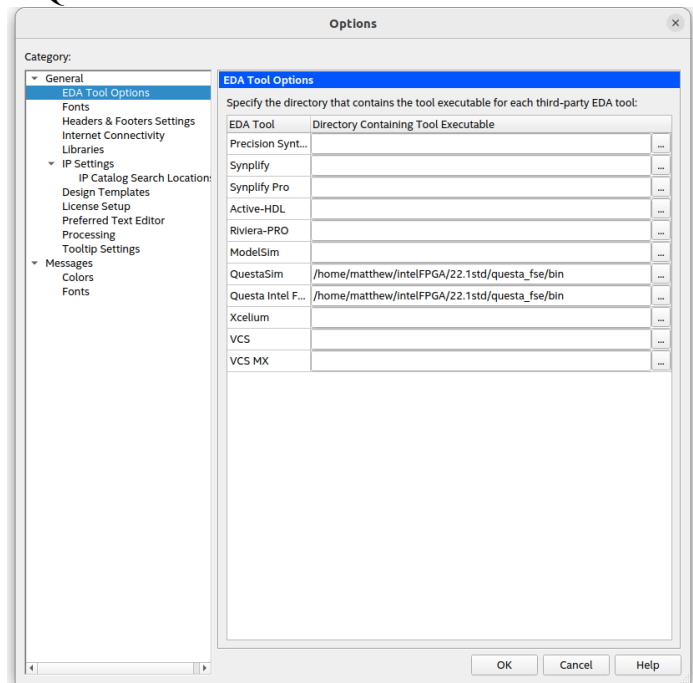 Options
Category:
General
EDA Tool Options
Fonts
Headers & Footers Settings
Internet Connectivity
Libraries
IP Settings
IP Catalog Search Location
Design Templates
License Setup
Preferred Text Editor
Processing
Tooltip Settings
Messages
Colors
Fonts
EDA Tool Options
Specify the directory that contains the tool executable for each third-party EDA tool:
EDA Tool Directory Containing Tool Executable
Precision Synt... ...
Synplify ...
Synplify Pro ...
Active-HDL ...
Riviera-PRO ...
ModelSim ...
QuestaSim /home/matthew/intelFPGA/22.1std/questa_fse/bin ...
Questa Intel F... /home/matthew/intelFPGA/22.1std/questa_fse/bin ...
Xcelium ...
VCS ...
VCS MX ...
OK Cancel Help